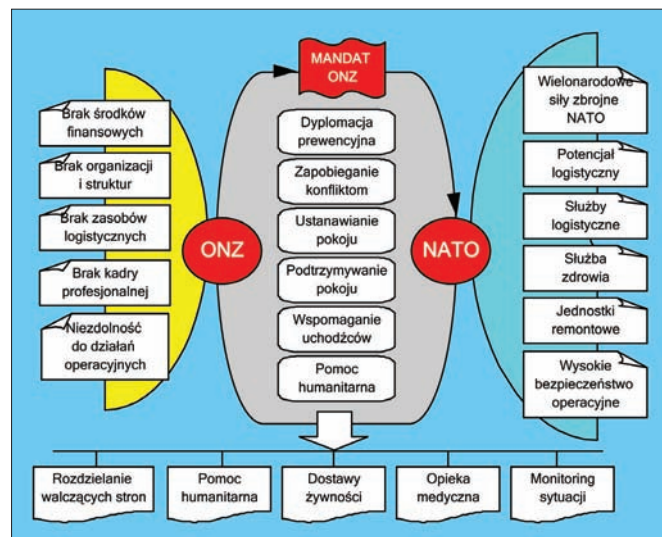 MANDAT
ONZ
Brak środków
finansowych
Brak organizacji
i struktur
Brak zasobów
logistycznych
Brak kadry
profesjonalnej
Niezdolność
do działań
operacyjnych
ONZ
Dyplomacja
prewencyjna
Zapobieganie
konfliktom
Ustanawianie
pokoju
Podtrzymywanie
pokoju
Wspomaganie
uchodźców
Pomoc
humanitarna
NATO
Wielonarodowe
siły zbrojne
NATO
Potencjał
logistyczny
Służby
logistyczne
Służba
zdrowia
Jednostki
remontowe
Wysokie
bezpieczeństwo
operacyjne
Rozdzielanie
walczących stron
Pomoc
humanitarna
Dostawy
żywności
Opieka
medyczna
Monitoring
sytuacji